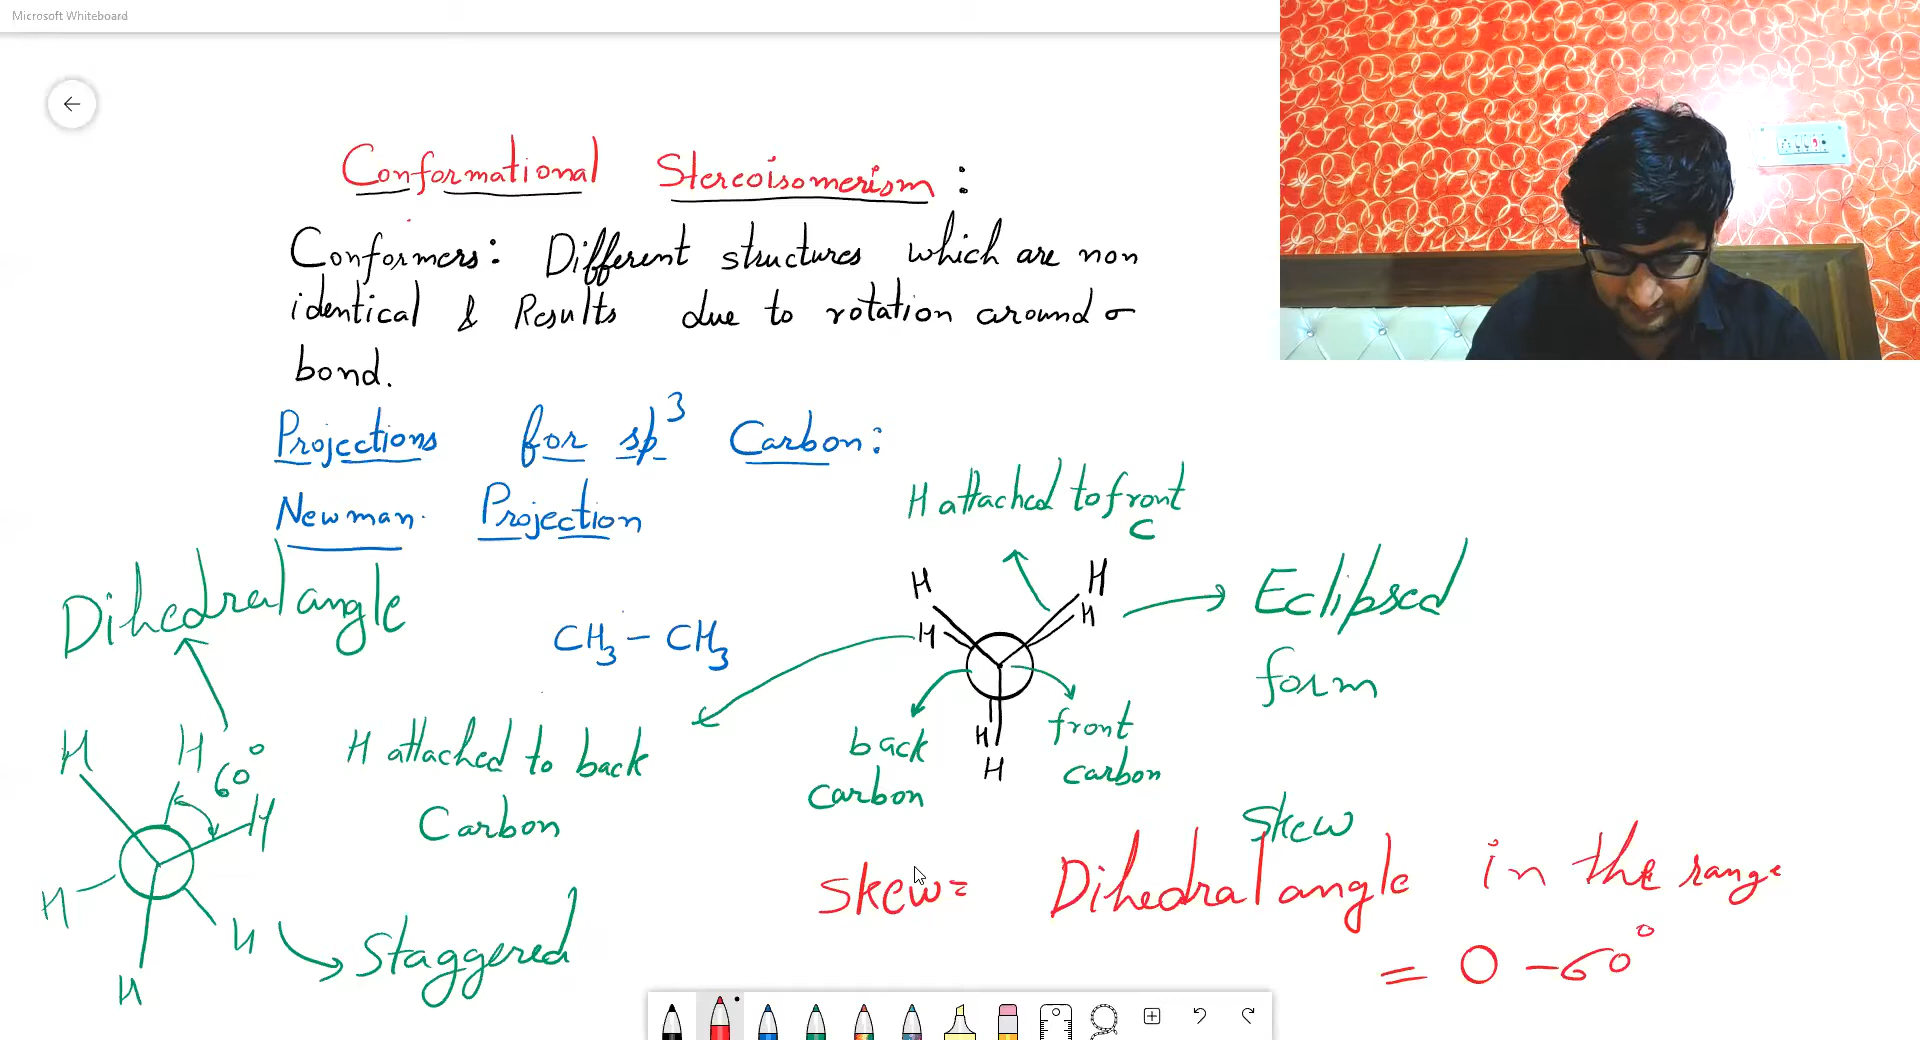 Microsoft Whiteboard
Conformational Stereoisomerism :
Conformers: Different structures which are non
identical & Results due to rotation around σ
bond.
Projections for sp³ Carbon:
Newman Projection
H attached to front
C
Dihedral angle
CH₃ - CH₃
H H
H H
H
H
Eclipsed
form
H attached to back
Carbon
back
carbon
front
carbon
H H 60°
H
H
H
H
Staggered
Skew
Skew = Dihedral angle in the range
= 0 - 60°